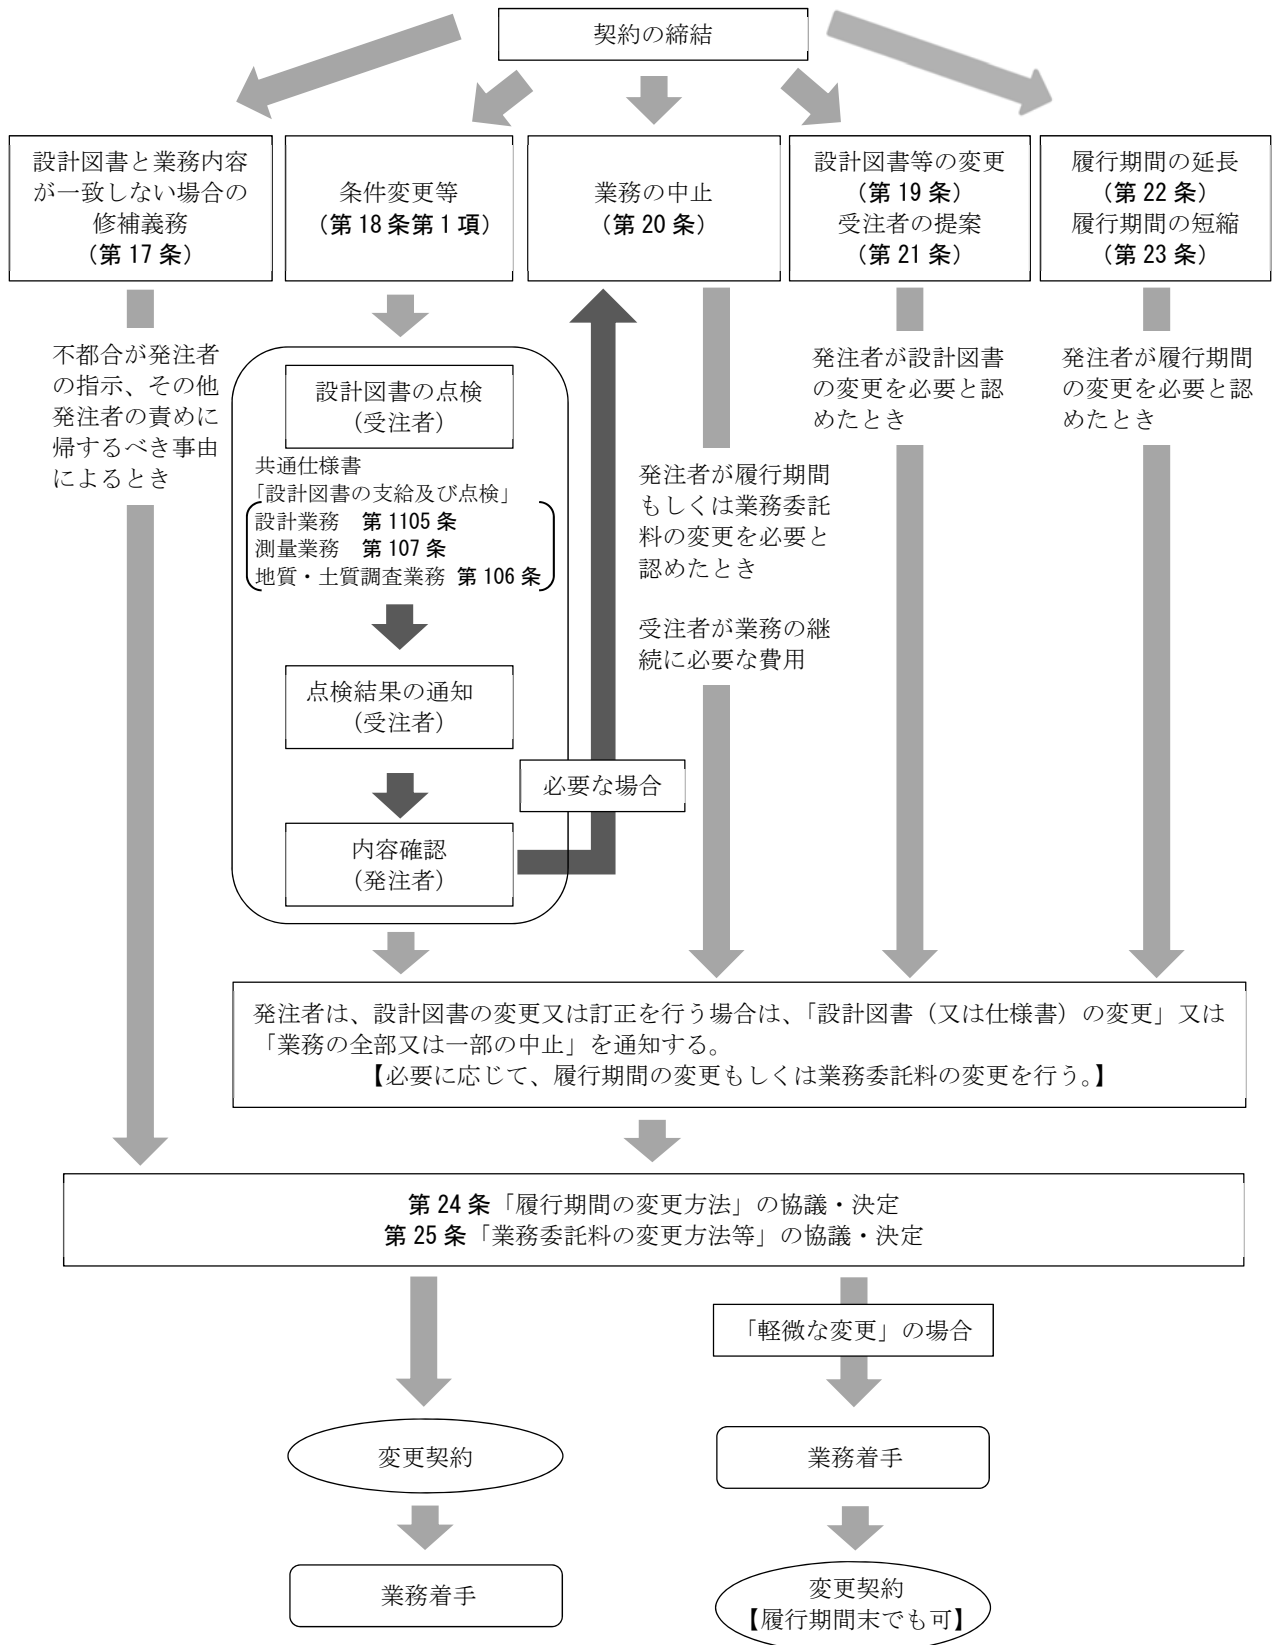 契約の締結
設計図書と業務内容
が一致しない場合の
修補義務
（第 17 条）
条件変更等
（第 18 条第 1 項）
業務の中止
（第 20 条）
設計図書等の変更
（第 19 条）
受注者の提案
（第 21 条）
履行期間の延長
（第 22 条）
履行期間の短縮
（第 23 条）
不都合が発注者
の指示、その他
発注者の責めに
帰するべき事由
によるとき
設計図書の点検
（受注者）
共通仕様書
「設計図書の支給及び点検」
設計業務　第 1105 条
測量業務　第 107 条
地質・土質調査業務 第 106 条
点検結果の通知
（受注者）
内容確認
（発注者）
必要な場合
発注者が履行期間
もしくは業務委託
料の変更を必要と
認めたとき
受注者が業務の継
続に必要な費用
発注者が設計図書
の変更を必要と認
めたとき
発注者が履行期間
の変更を必要と認
めたとき
発注者は、設計図書の変更又は訂正を行う場合は、「設計図書（又は仕様書）の変更」又は
「業務の全部又は一部の中止」を通知する。
【必要に応じて、履行期間の変更もしくは業務委託料の変更を行う。】
第 24 条「履行期間の変更方法」の協議・決定
第 25 条「業務委託料の変更方法等」の協議・決定
「軽微な変更」の場合
変更契約
業務着手
業務着手
変更契約
【履行期間末でも可】